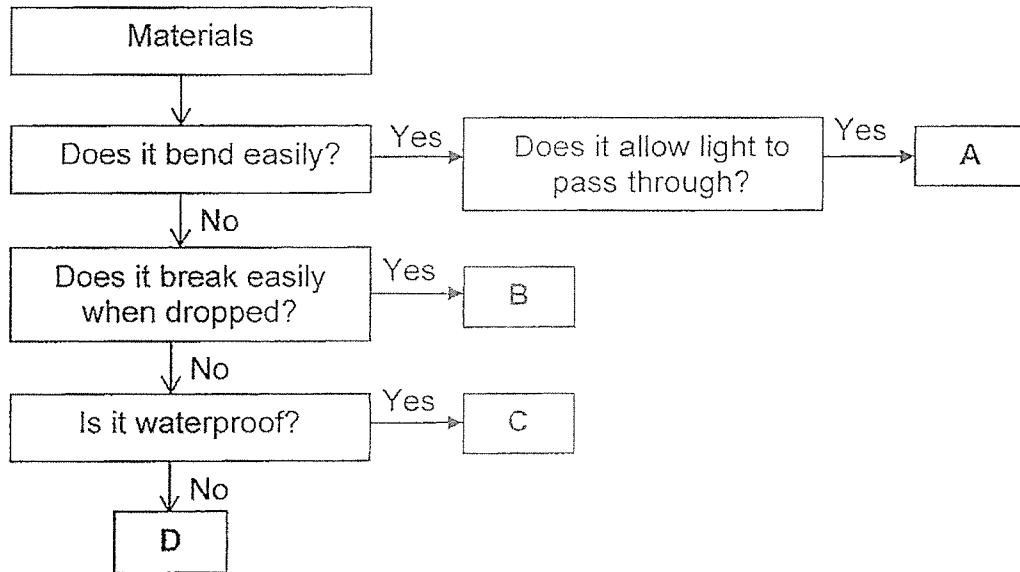 Materials
Does it bend easily?
Yes
Does it allow light to
pass through?
Yes
A
No
Does it break easily
when dropped?
Yes
B
No
Is it waterproof?
Yes
C
No
D